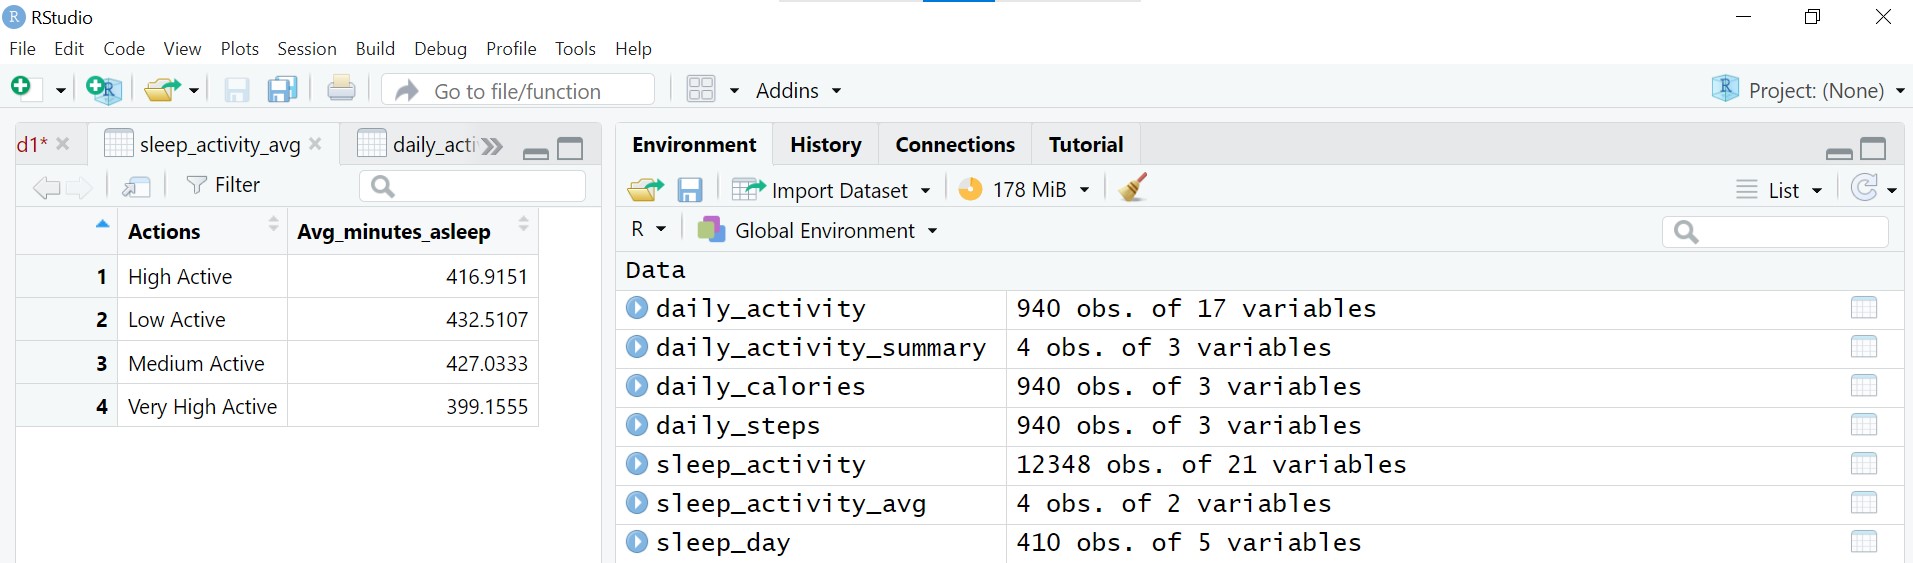 R RStudio
File Edit Code View Plots Session Build Debug Profile Tools Help
Go to file/function Addins R Project: (None)
d1* sleep_activity_avg daily_acti Environment History Connections Tutorial
Filter Import Dataset 178 MiB List
R Global Environment
Actions Avg_minutes_asleep
1 High Active 416.9151
2 Low Active 432.5107
3 Medium Active 427.0333
4 Very High Active 399.1555
Data
daily_activity 940 obs. of 17 variables
daily_activity_summary 4 obs. of 3 variables
daily_calories 940 obs. of 3 variables
daily_steps 940 obs. of 3 variables
sleep_activity 12348 obs. of 21 variables
sleep_activity_avg 4 obs. of 2 variables
sleep_day 410 obs. of 5 variables